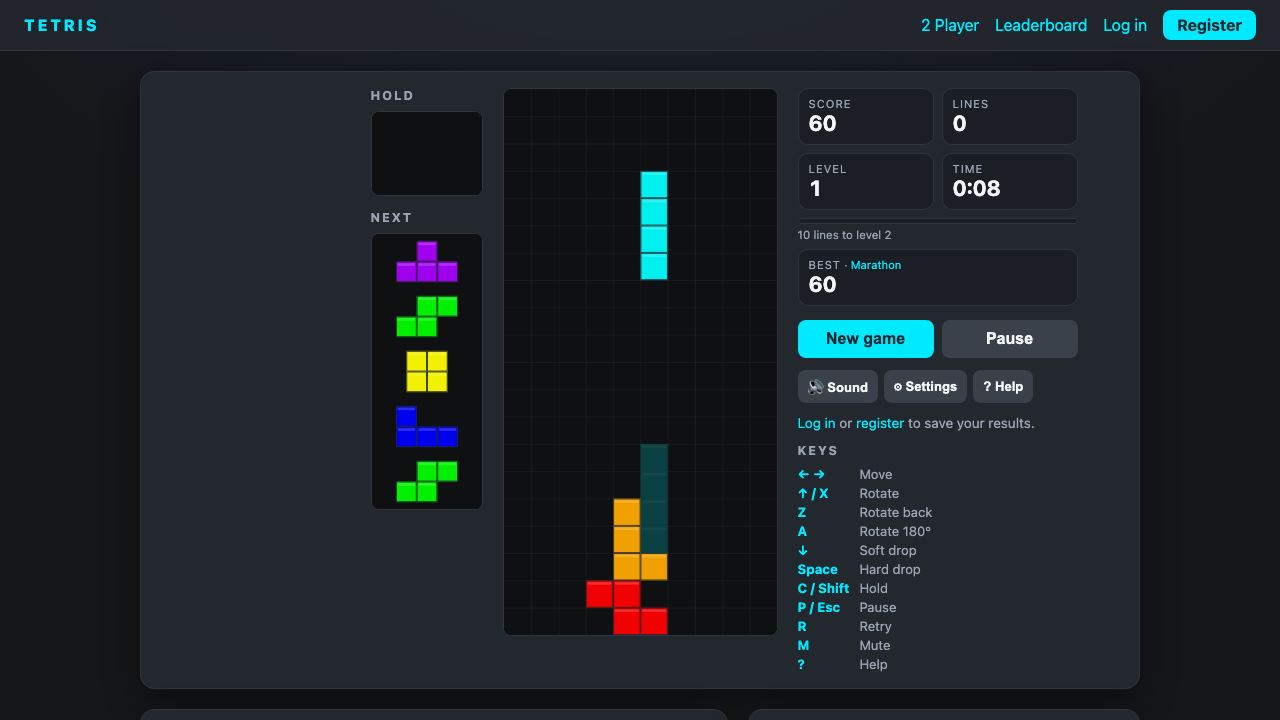 TETRIS
2 Player
Leaderboard
Log in
Register
HOLD
NEXT
SCORE
60
LINES
0
LEVEL
1
TIME
0:08
10 lines to level 2
BEST · Marathon
60
New game
Pause
🔊 Sound
⚙ Settings
? Help
Log in or register to save your results.
KEYS
← → Move
↑ / X Rotate
Z Rotate back
A Rotate 180°
↓ Soft drop
Space Hard drop
C / Shift Hold
P / Esc Pause
R Retry
M Mute
? Help